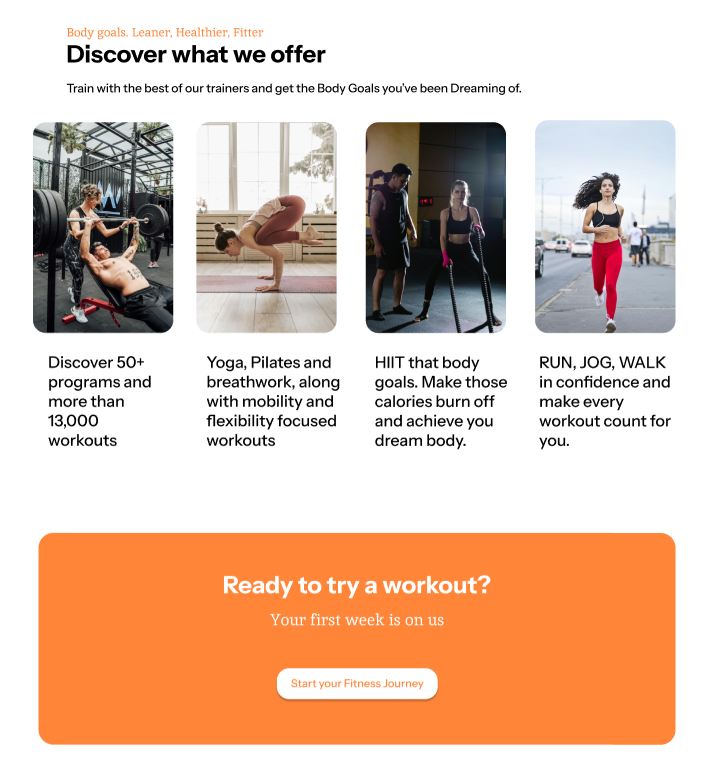 Body goals. Leaner, Healthier, Fitter
Discover what we offer
Train with the best of our trainers and get the Body Goals you've been Dreaming of.
Discover 50+
programs and
more than
13,000
workouts
Yoga, Pilates and
breathwork, along
with mobility and
flexibility focused
workouts
HIIT that body
goals. Make those
calories burn off
and achieve you
dream body.
RUN, JOG, WALK
in confidence and
make every
workout count for
you.
Ready to try a workout?
Your first week is on us
Start your Fitness Journey